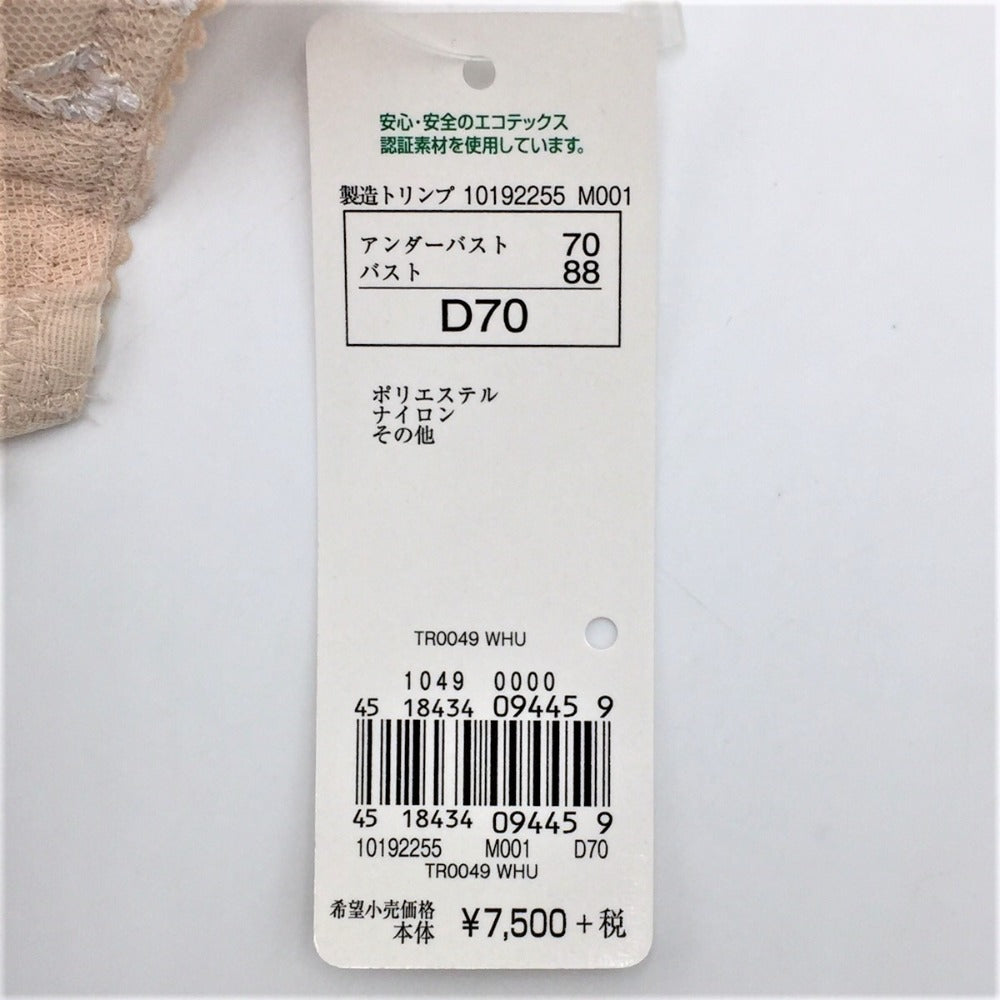 安心・安全のエコテックス
認証素材を使用しています。
製造トリンプ 10192255 M001
アンダーバスト 70
バスト 88
D70
ポリエステル
ナイロン
その他
TR0049 WHU
1049 0000
45 18434 09445 9
45 18434 09445 9
10192255 M001 D70
TR0049 WHU
希望小売価格
本体 ¥7,500+税